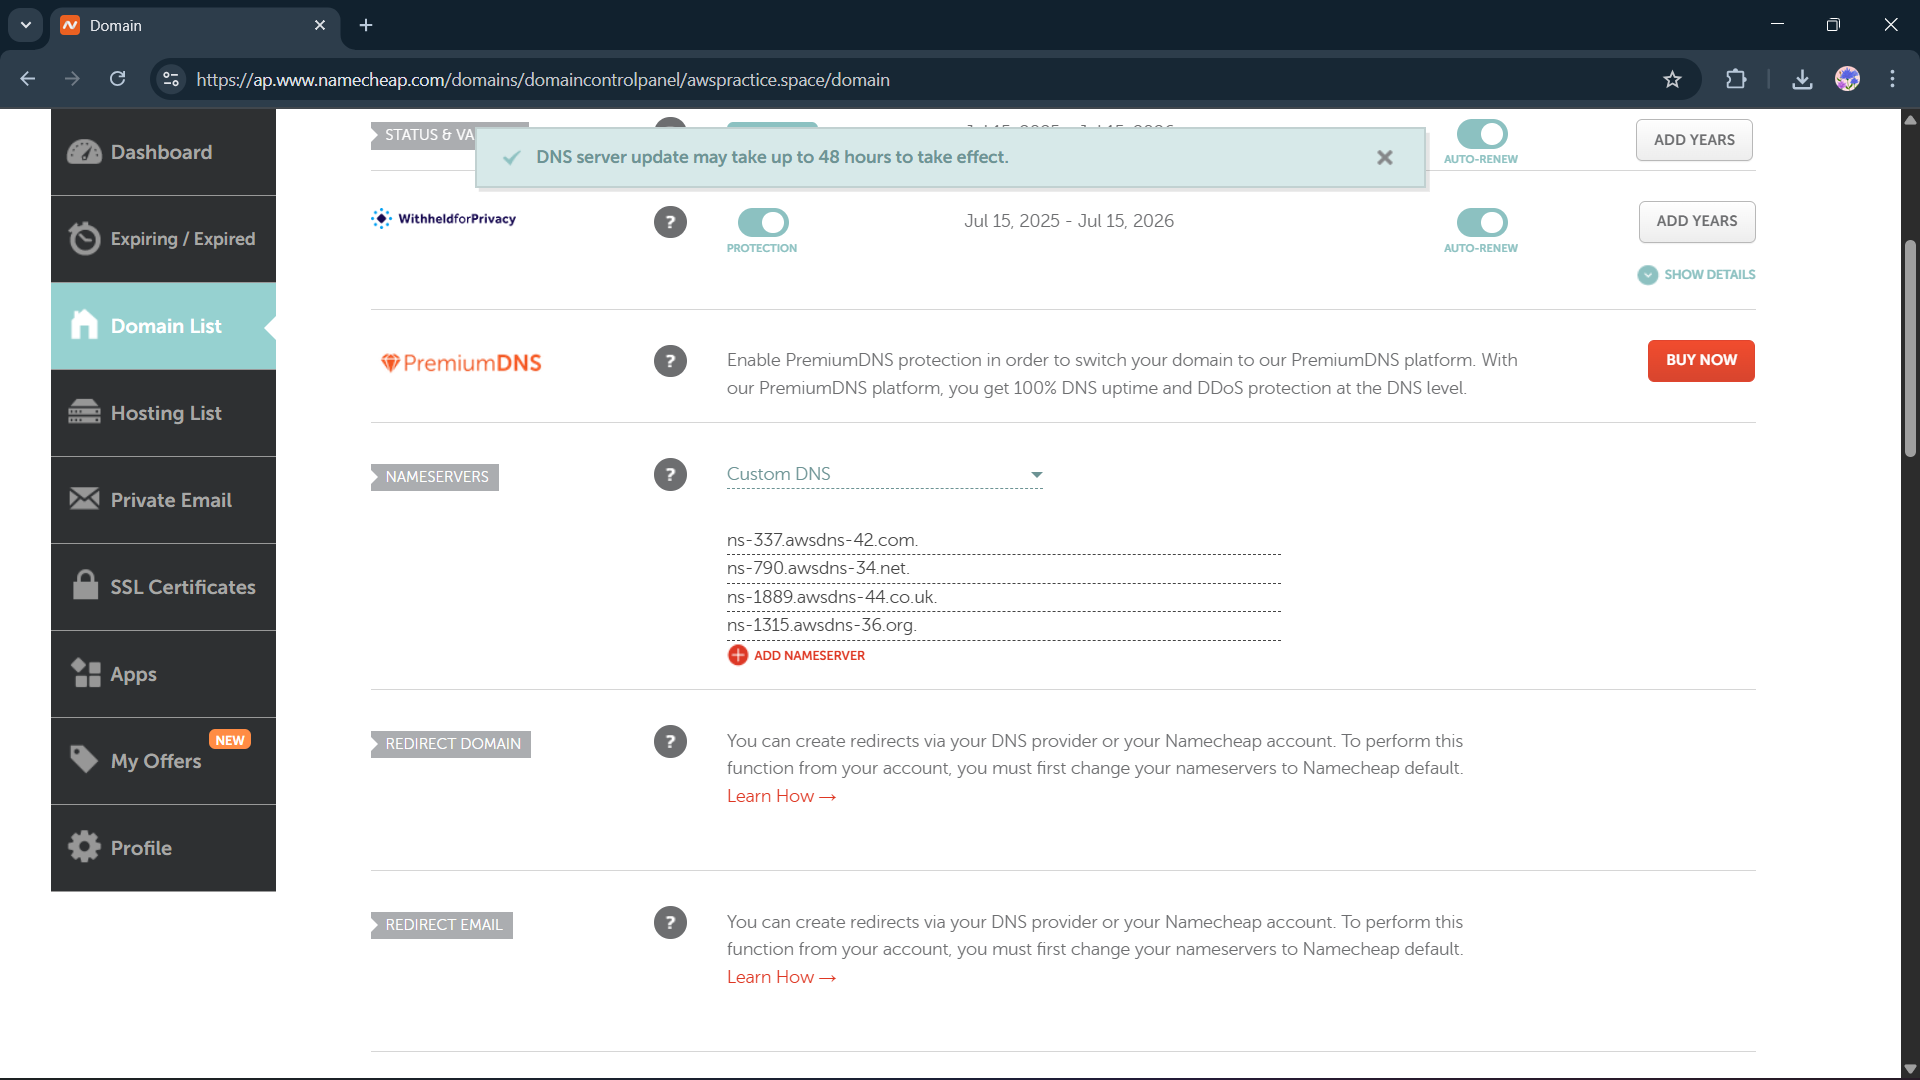 Domain
https://ap.www.namecheap.com/domains/domaincontrolpanel/awspractice.space/domain
Dashboard
Expiring / Expired
Domain List
Hosting List
Private Email
SSL Certificates
Apps
NEW
My Offers
Profile
STATUS & VA
AUTO-RENEW
ADD YEARS
DNS server update may take up to 48 hours to take effect.
WithheldforPrivacy
?
PROTECTION
Jul 15, 2025 - Jul 15, 2026
AUTO-RENEW
ADD YEARS
SHOW DETAILS
PremiumDNS
?
Enable PremiumDNS protection in order to switch your domain to our PremiumDNS platform. With
our PremiumDNS platform, you get 100% DNS uptime and DDoS protection at the DNS level.
BUY NOW
NAMESERVERS
?
Custom DNS
ns-337.awsdns-42.com.
ns-790.awsdns-34.net.
ns-1889.awsdns-44.co.uk.
ns-1315.awsdns-36.org.
ADD NAMESERVER
REDIRECT DOMAIN
?
You can create redirects via your DNS provider or your Namecheap account. To perform this
function from your account, you must first change your nameservers to Namecheap default.
Learn How →
REDIRECT EMAIL
?
You can create redirects via your DNS provider or your Namecheap account. To perform this
function from your account, you must first change your nameservers to Namecheap default.
Learn How →